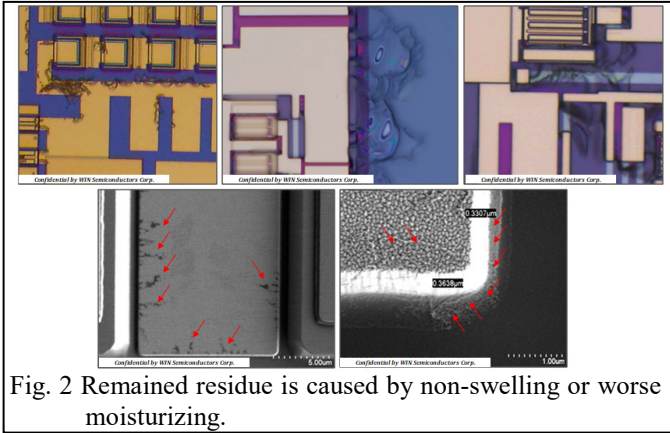 Confidential by WIN Semiconductors Corp.
Confidential by WIN Semiconductors Corp.
Confidential by WIN Semiconductors Corp.
5.00um
Confidential by WIN Semiconductors Corp.
0.3307μm
0.3638μm
1.00um
Confidential by WIN Semiconductors Corp.
Fig. 2 Remained residue is caused by non-swelling or worse
moisturizing.